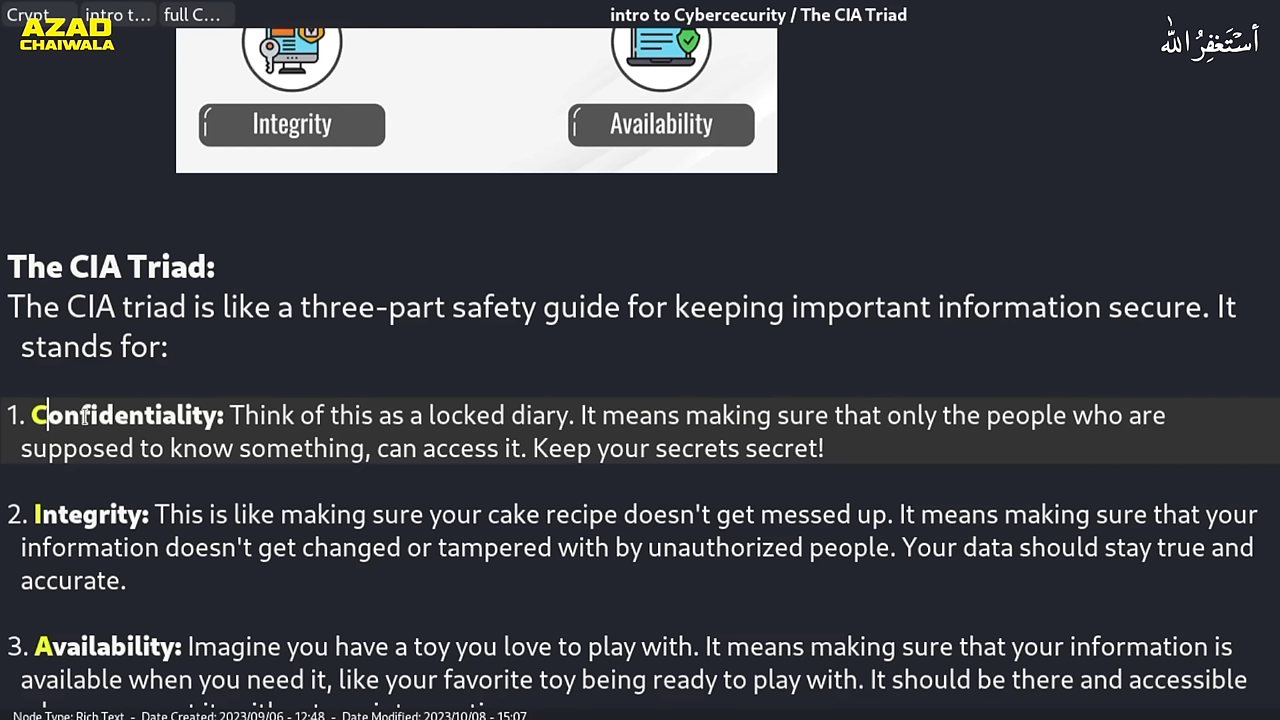 Crypt...
intro t...
full C...
intro to Cybercecurity / The CIA Triad
AZAD
CHAIWALA
أستغفر الله
Integrity
Availability
The CIA Triad:
The CIA triad is like a three-part safety guide for keeping important information secure. It
stands for:
1. Confidentiality: Think of this as a locked diary. It means making sure that only the people who are
supposed to know something, can access it. Keep your secrets secret!
2. Integrity: This is like making sure your cake recipe doesn't get messed up. It means making sure that your
information doesn't get changed or tampered with by unauthorized people. Your data should stay true and
accurate.
3. Availability: Imagine you have a toy you love to play with. It means making sure that your information is
available when you need it, like your favorite toy being ready to play with. It should be there and accessible
Node Type: Rich Text - Date Created: 2023/09/06 - 12:48 - Date Modified: 2023/10/08 - 15:07